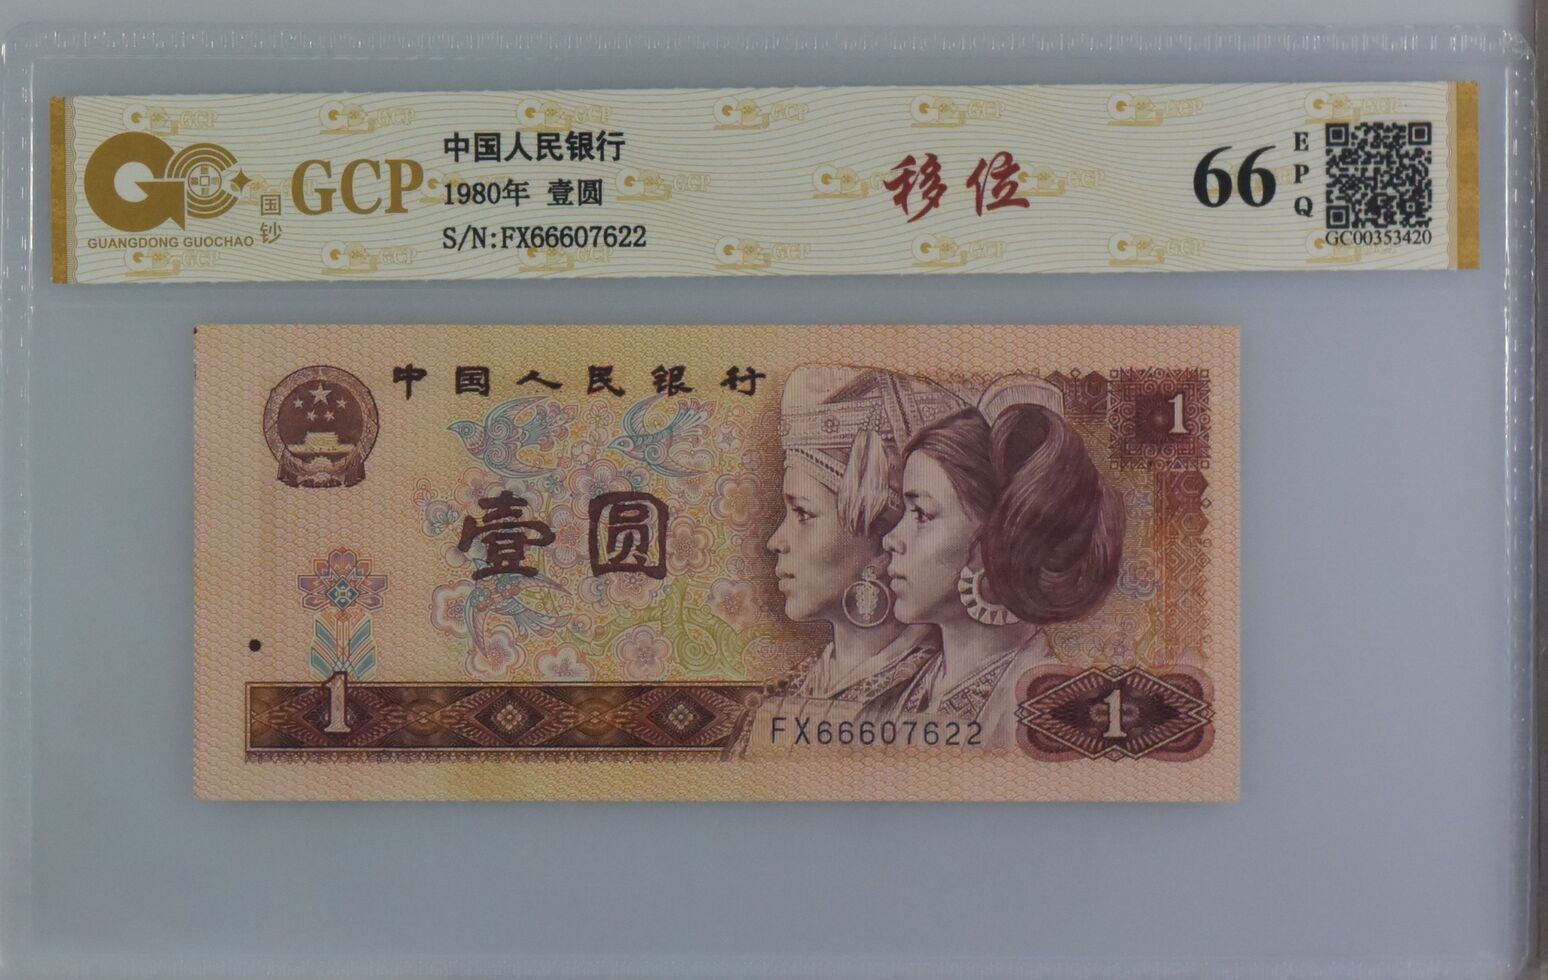 GCP
国钞
GUANGDONG GUOCHAO
中国人民银行
1980年 壹圆
S/N:FX66607622
移位
66
EPQ
GC00353420
中国人民银行
1
壹圆
1
FX66607622
1